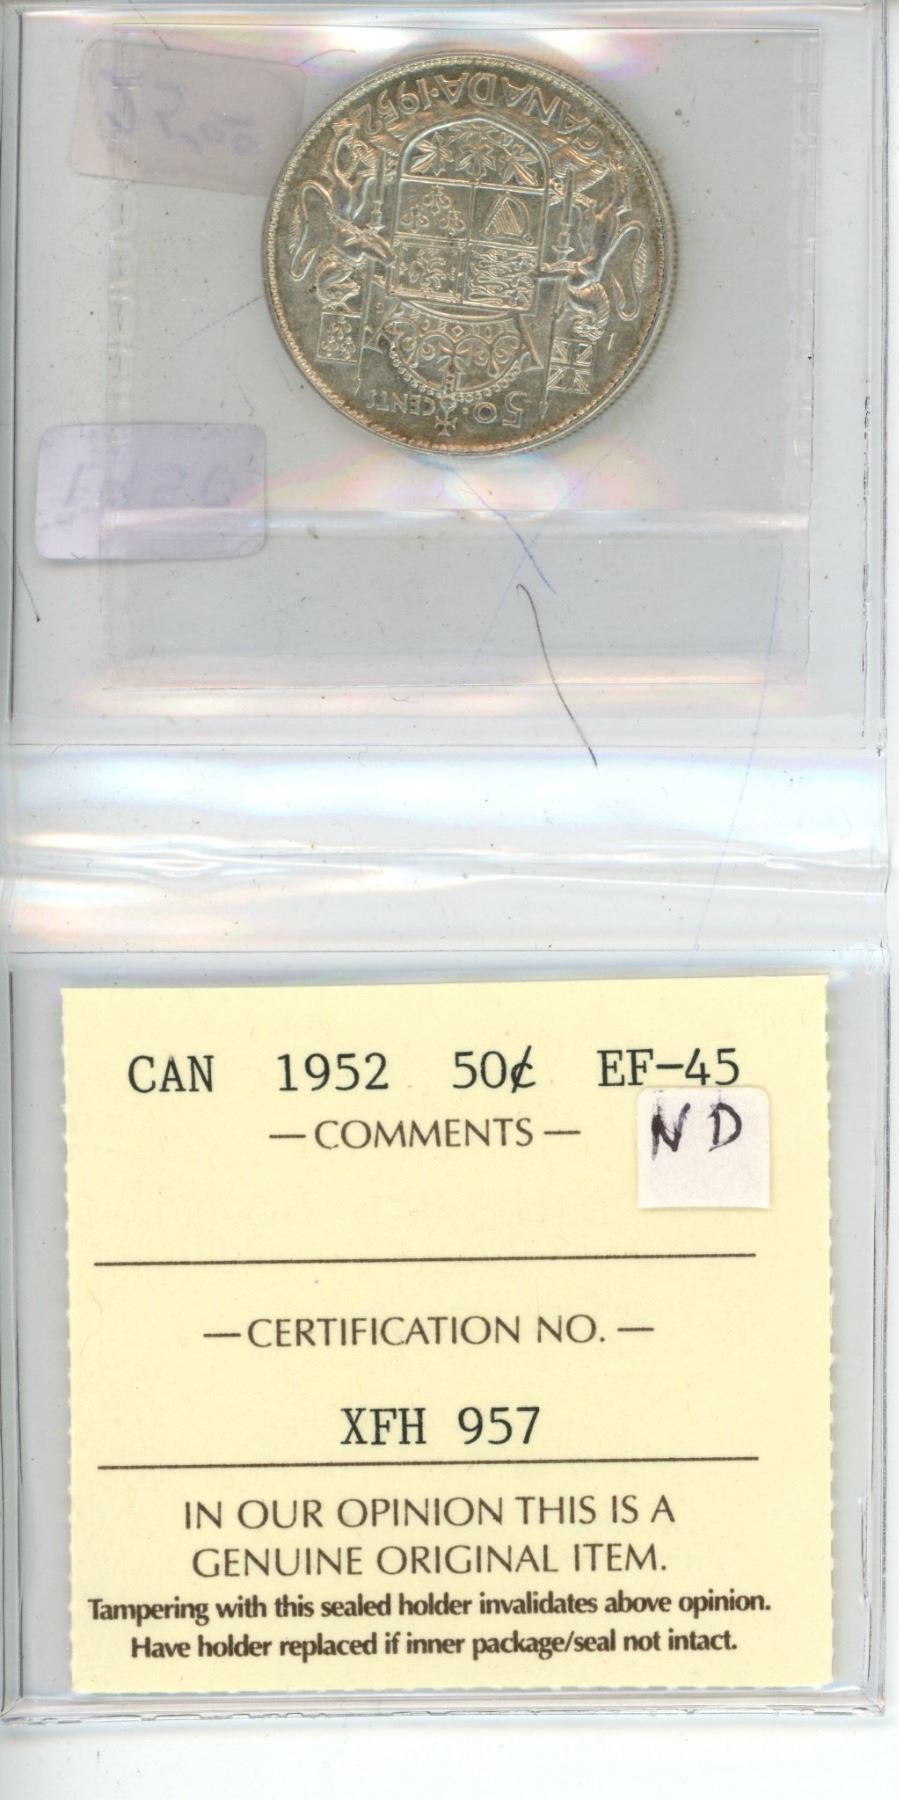 CANADA·1952
50 CENTS
CAN 1952 50¢ EF-45
—COMMENTS—
ND
—CERTIFICATION NO.—
XFH 957
IN OUR OPINION THIS IS A
GENUINE ORIGINAL ITEM.
Tampering with this sealed holder invalidates above opinion.
Have holder replaced if inner package/seal not intact.